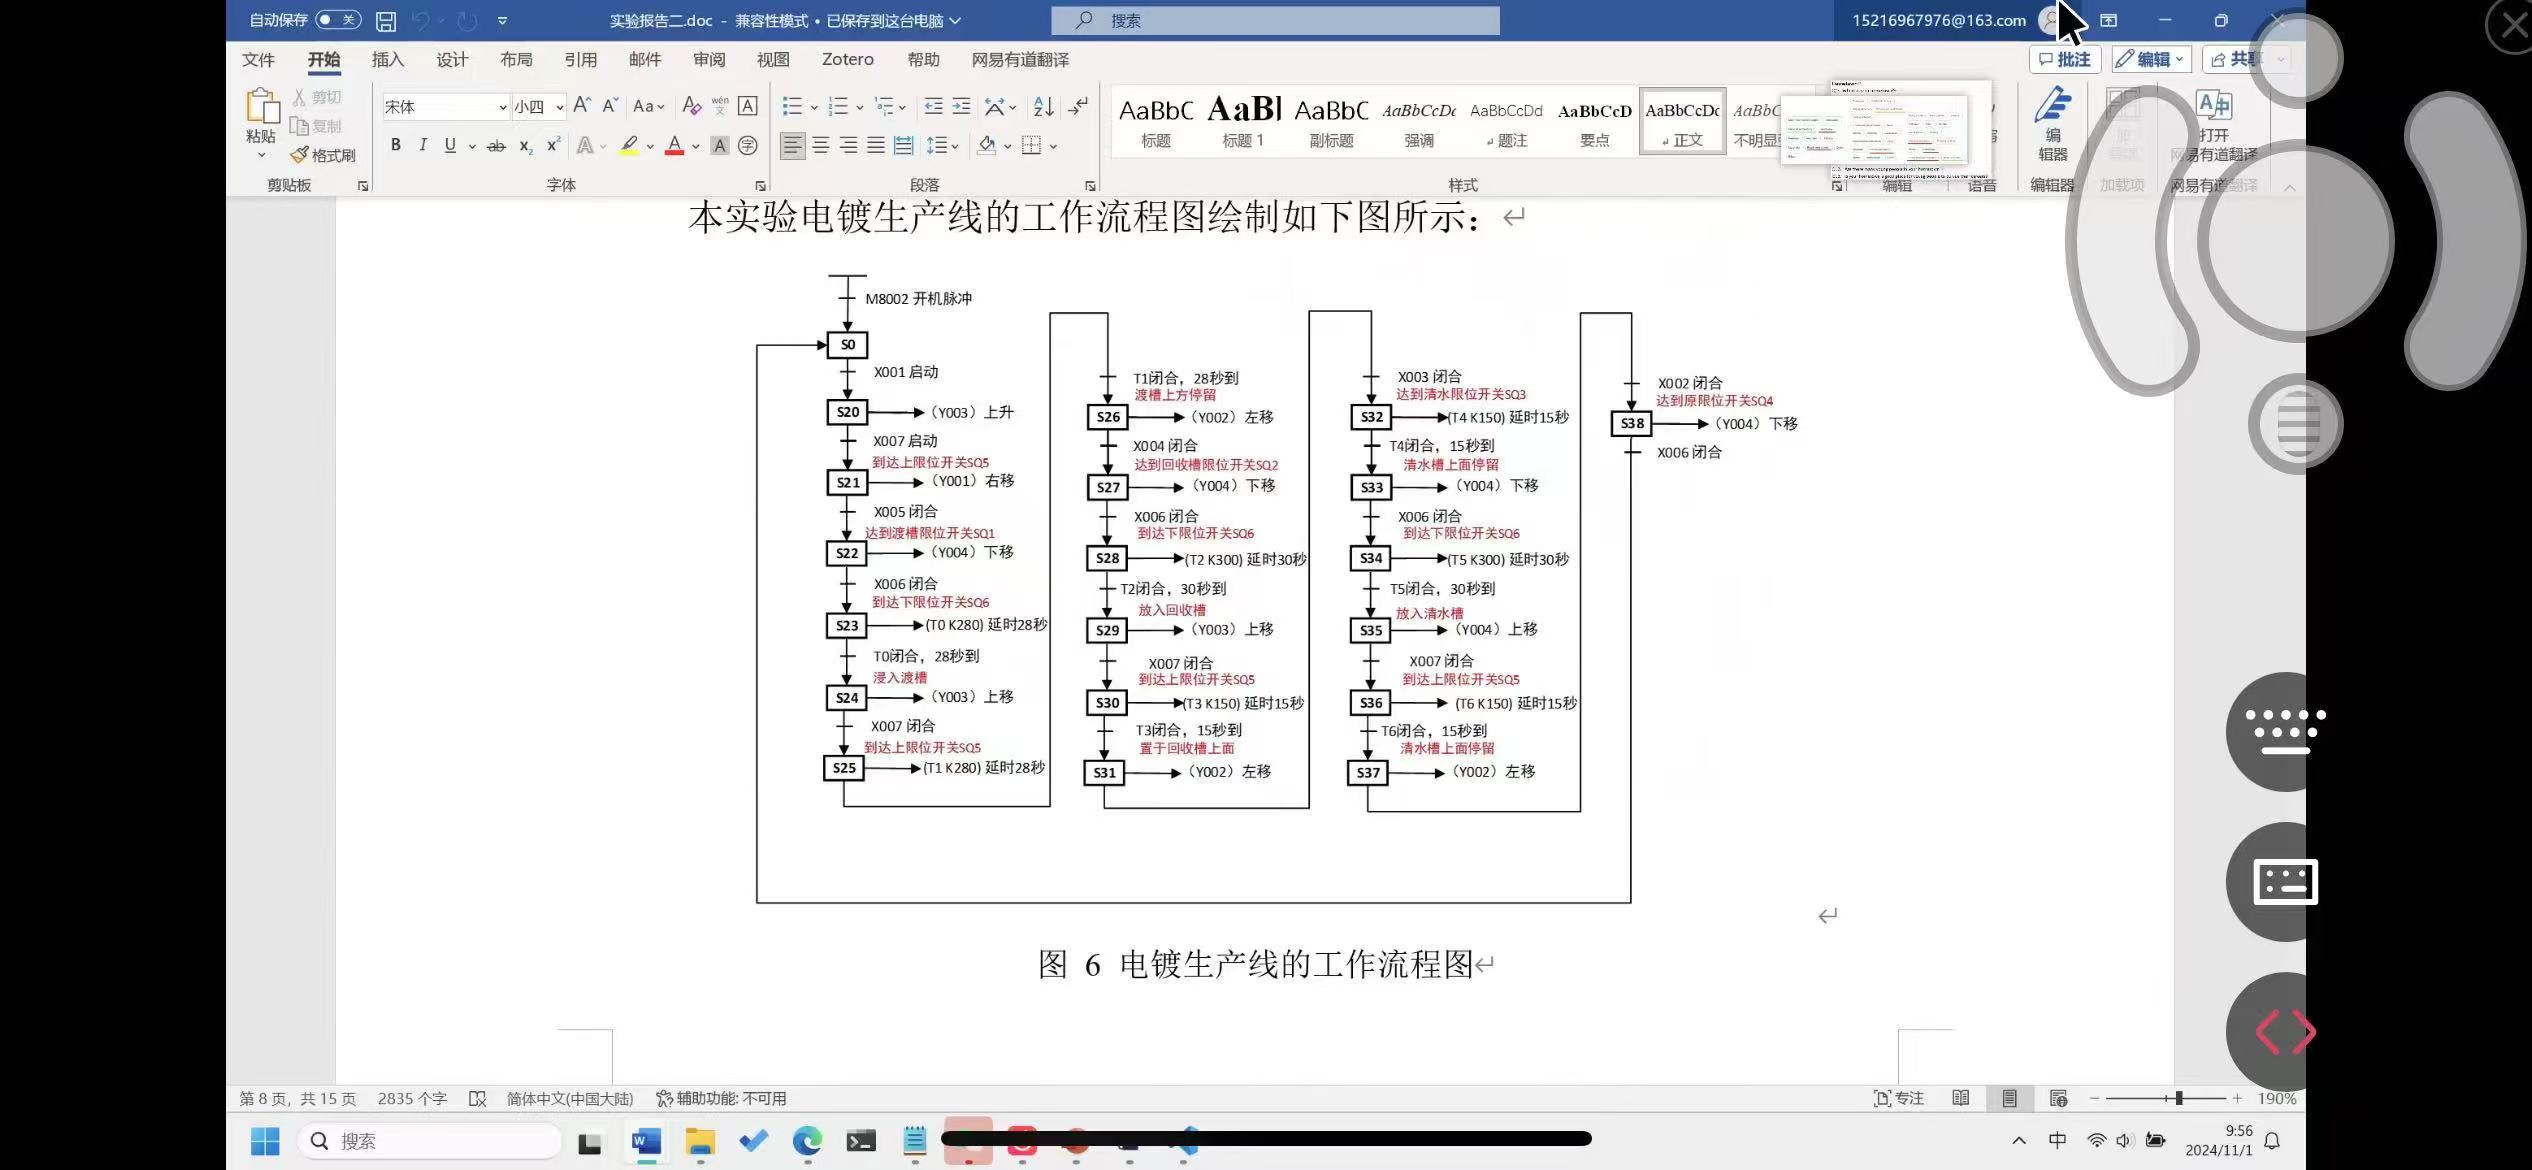 自动保存 关
实验报告二.doc - 兼容性模式 • 已保存到这台电脑
搜索
15216967976@163.com
文件 开始 插入 设计 布局 引用 邮件 审阅 视图 Zotero 帮助 网易有道翻译
批注 编辑 共享
粘贴
剪切
复制
格式刷
剪贴板
宋体 小四
字体
段落
AaBbC 标题
AaBl 标题 1
AaBbC 副标题
AaBbCcDc 强调
AaBbCcDd 题注
AaBbCcD 要点
AaBbCcDc 正文
样式
编辑
语音
编
辑器
编辑器
加载项
打开
网易有道翻译
网易有道翻译
本实验电镀生产线的工作流程图绘制如下图所示:
M8002 开机脉冲
S0
X001 启动
S20 (Y003)上升
X007 启动
到达上限位开关SQ5
S21 (Y001)右移
X005 闭合
达到渡槽限位开关SQ1
S22 (Y004)下移
X006 闭合
到达下限位开关SQ6
S23 (T0 K280) 延时28秒
T0闭合,28秒到
浸入渡槽
S24 (Y003)上移
X007 闭合
到达上限位开关SQ5
S25 (T1 K280) 延时28秒
T1闭合,28秒到
渡槽上方停留
S26 (Y002)左移
X004 闭合
达到回收槽限位开关SQ2
S27 (Y004)下移
X006 闭合
到达下限位开关SQ6
S28 (T2 K300) 延时30秒
T2闭合,30秒到
放入回收槽
S29 (Y003)上移
X007 闭合
到达上限位开关SQ5
S30 (T3 K150) 延时15秒
T3闭合,15秒到
置于回收槽上面
S31 (Y002)左移
X003 闭合
达到清水限位开关SQ3
S32 (T4 K150) 延时15秒
T4闭合,15秒到
清水槽上面停留
S33 (Y004)下移
X006 闭合
到达下限位开关SQ6
S34 (T5 K300) 延时30秒
T5闭合,30秒到
放入清水槽
S35 (Y004)上移
X007 闭合
到达上限位开关SQ5
S36 (T6 K150) 延时15秒
T6闭合,15秒到
清水槽上面停留
S37 (Y002)左移
X002 闭合
达到原限位开关SQ4
S38 (Y004)下移
X006 闭合
图 6 电镀生产线的工作流程图
第 8 页,共 15 页 2835 个字 简体中文(中国大陆) 辅助功能: 不可用
专注 190%
搜索
中
9:56
2024/11/1